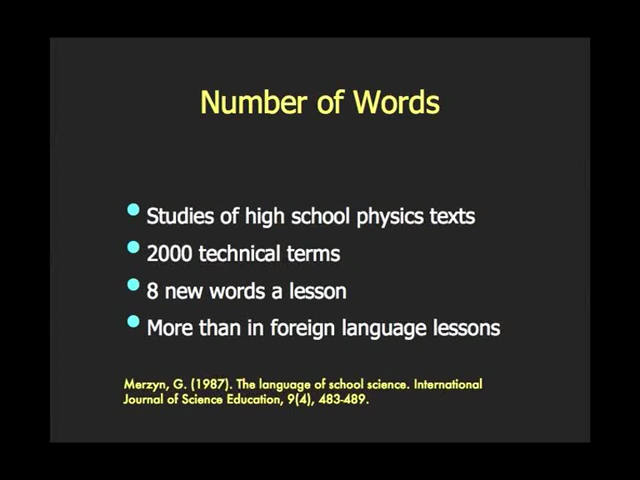 Number of Words
Studies of high school physics texts
2000 technical terms
8 new words a lesson
More than in foreign language lessons
Merzyn, G. (1987). The language of school science. International
Journal of Science Education, 9(4), 483-489.